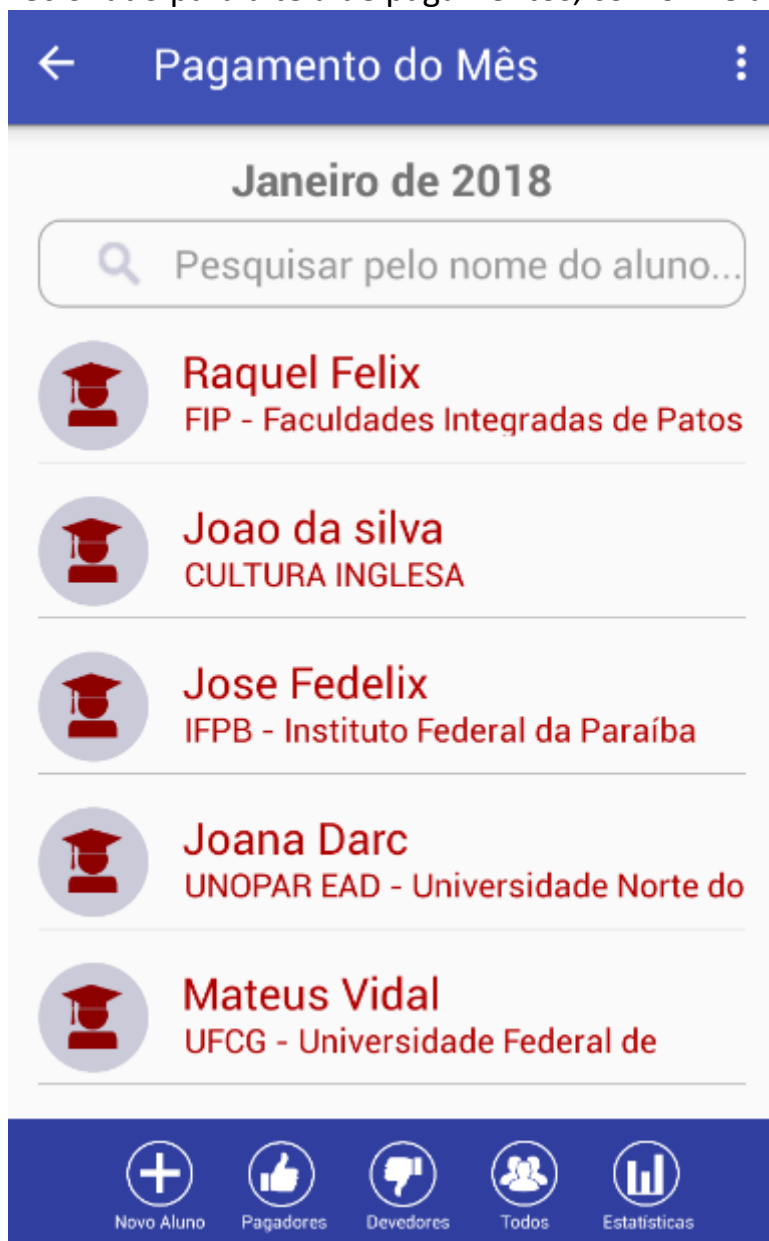 Pagamento do Mês
Janeiro de 2018
Pesquisar pelo nome do aluno...
Raquel Felix
FIP - Faculdades Integradas de Patos
Joao da silva
CULTURA INGLESA
Jose Fedelix
IFPB - Instituto Federal da Paraíba
Joana Darc
UNOPAR EAD - Universidade Norte do
Mateus Vidal
UFCG - Universidade Federal de
Novo Aluno Pagadores Devedores Todos Estatísticas